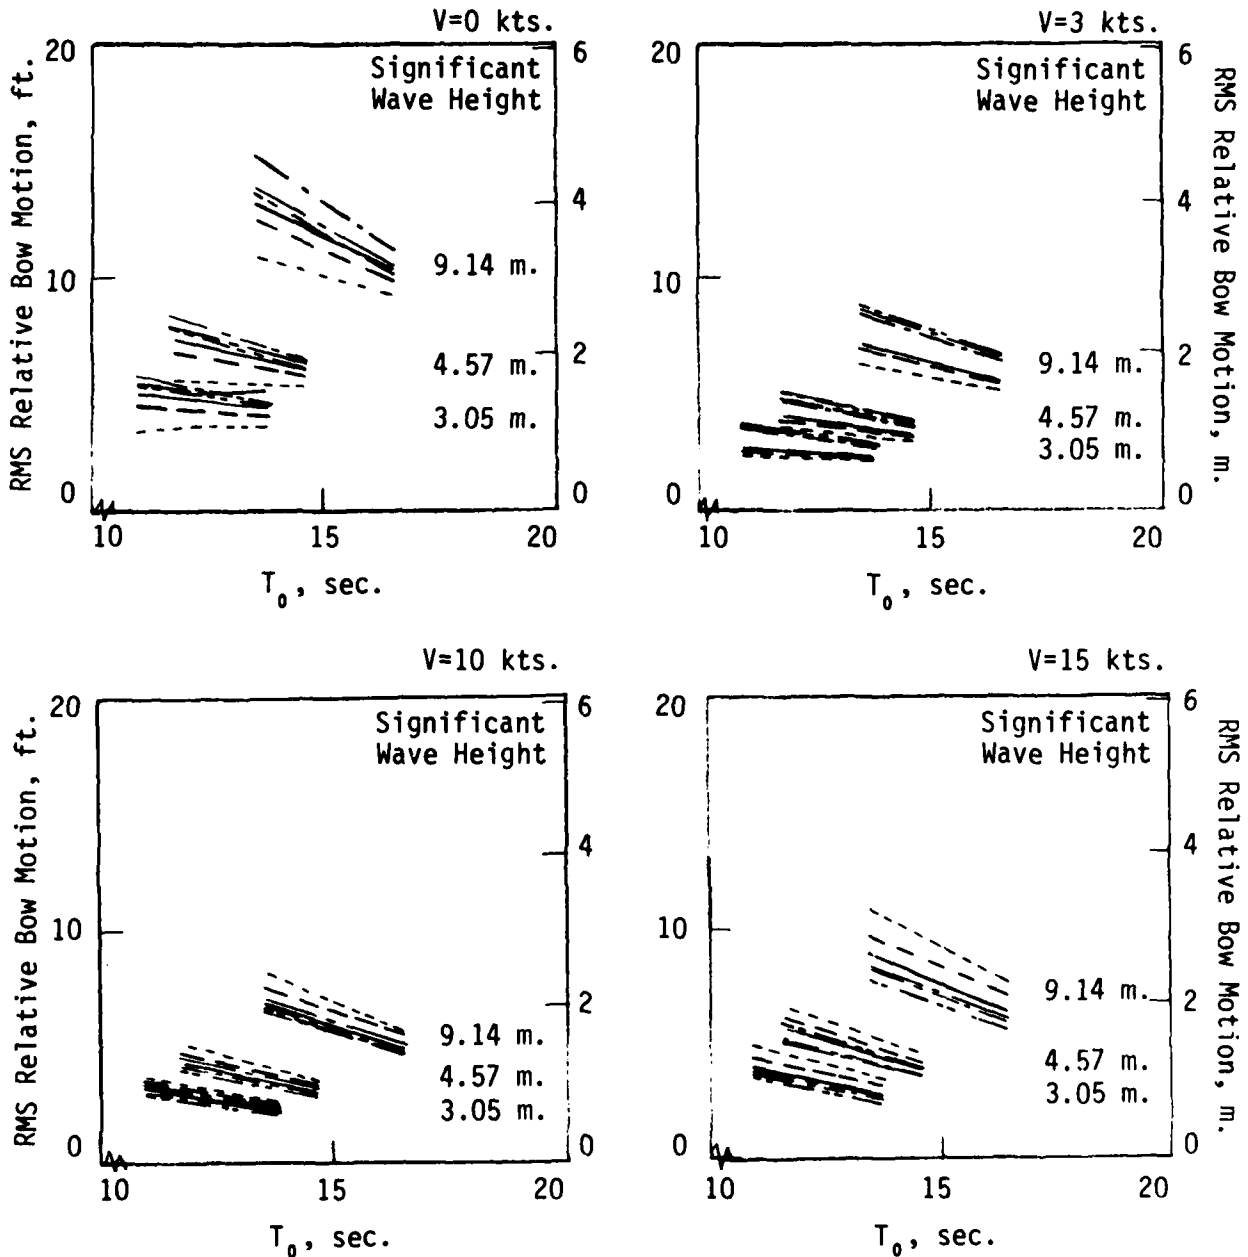 V=0 kts.
20
6
Significant
Wave Height
4
9.14 m.
10
4.57 m.
2
3.05 m.
0
0
10
15
20
T₀, sec.
RMS Relative Bow Motion, ft.
V=3 kts.
20
6
Significant
Wave Height
4
10
9.14 m.
2
4.57 m.
3.05 m.
0
0
10
15
20
T₀, sec.
RMS Relative Bow Motion, m.
V=10 kts.
20
6
Significant
Wave Height
4
10
2
9.14 m.
4.57 m.
3.05 m.
0
0
10
15
20
T₀, sec.
RMS Relative Bow Motion, ft.
V=15 kts.
20
6
Significant
Wave Height
4
10
9.14 m.
2
4.57 m.
3.05 m.
0
0
10
15
20
T₀, sec.
RMS Relative Bow Motion, m.